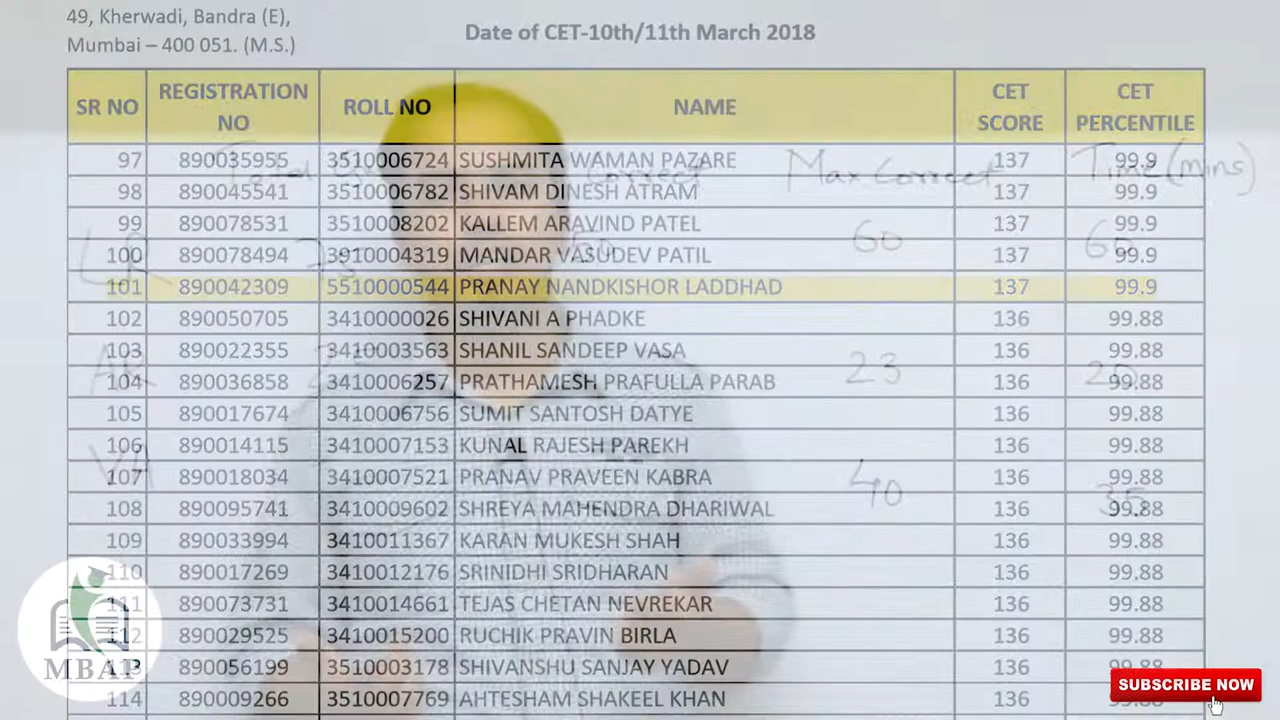 49, Kherwadi, Bandra (E),
Mumbai – 400 051. (M.S.)
Date of CET-10th/11th March 2018
SR NO REGISTRATION NO ROLL NO NAME CET SCORE CET PERCENTILE
97 890035955 3510006724 SUSHMITA WAMAN PAZARE 137 99.9
98 890045541 3510006782 SHIVAM DINESH ATRAM 137 99.9
99 890078531 3510008202 KALLEM ARAVIND PATEL 137 99.9
100 890078494 3910004319 MANDAR VASUDEV PATIL 137 99.9
101 890042309 5510000544 PRANAY NANDKISHOR LADDHAD 137 99.9
102 890050705 3410000026 SHIVANI A PHADKE 136 99.88
103 890022355 3410003563 SHANIL SANDEEP VASA 136 99.88
104 890036858 3410006257 PRATHAMESH PRAFULLA PARAB 136 99.88
105 890017674 3410006756 SUMIT SANTOSH DATYE 136 99.88
106 890014115 3410007153 KUNAL RAJESH PAREKH 136 99.88
107 890018034 3410007521 PRANAV PRAVEEN KABRA 136 99.88
108 890095741 3410009602 SHREYA MAHENDRA DHARIWAL 136 99.88
109 890033994 3410011367 KARAN MUKESH SHAH 136 99.88
110 890017269 3410012176 SRINIDHI SRIDHARAN 136 99.88
111 890073731 3410014661 TEJAS CHETAN NEVREKAR 136 99.88
112 890029525 3410015200 RUCHIK PRAVIN BIRLA 136 99.88
113 890056199 3510003178 SHIVANSHU SANJAY YADAV 136 99.88
114 890009266 3510007769 AHTESHAM SHAKEEL KHAN 136
Total Correct Max Correct Time (mins)
LR 75 60 60
23 20
VA 40 35
MBAP
SUBSCRIBE NOW